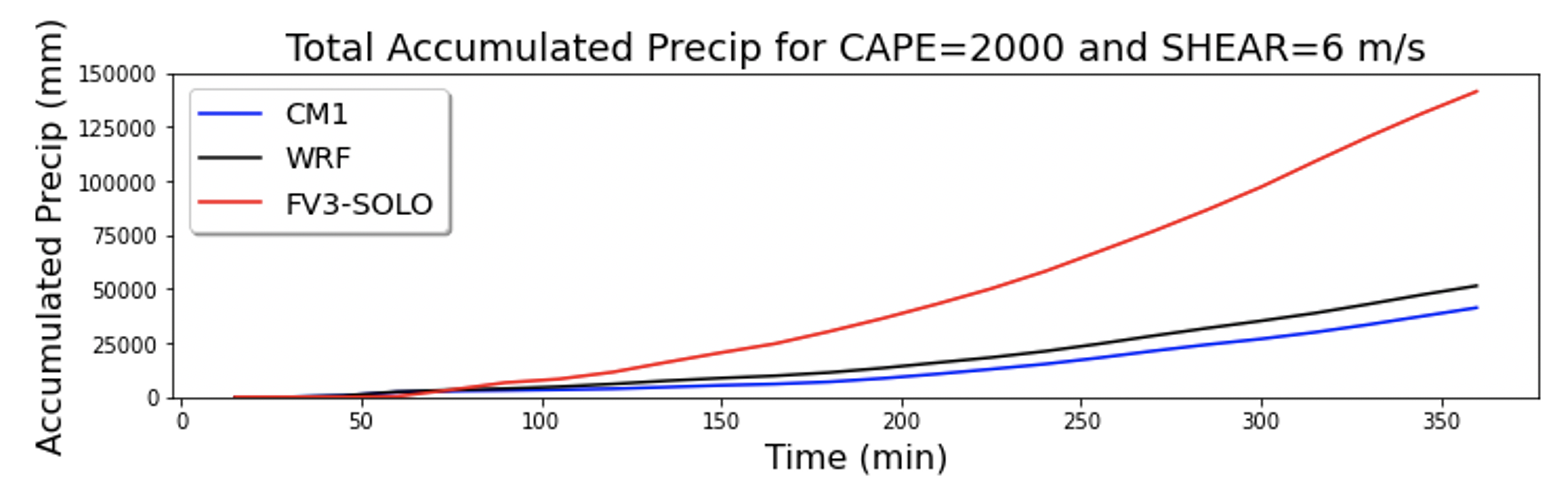 Total Accumulated Precip for CAPE=2000 and SHEAR=6 m/s
Accumulated Precip (mm)
150000
125000
100000
75000
50000
25000
0
CM1
WRF
FV3-SOLO
0 50 100 150 200 250 300 350
Time (min)